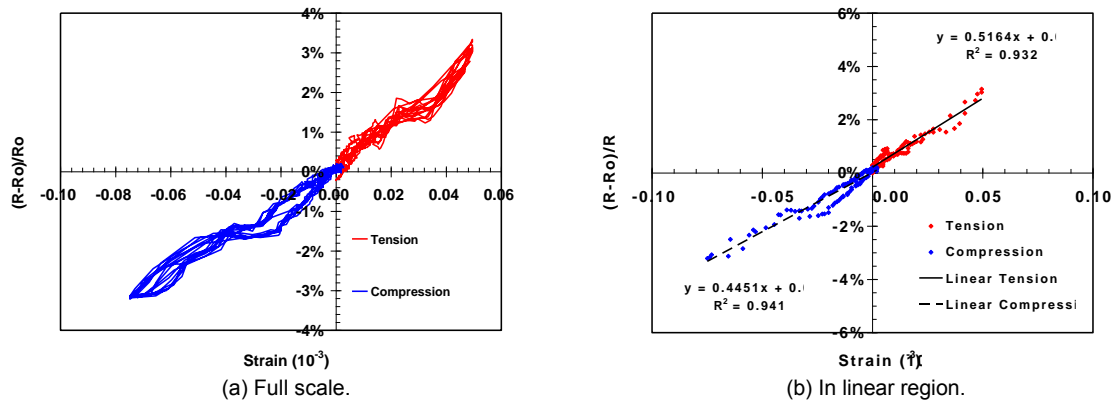 4%
3%
2%
1%
0%
-0.10 -0.08 -0.06 -0.04 -0.02 0.00 0.02 0.04 0.06
-1%
-2%
-3%
-4%
(R-Ro)/Ro
Tension
Compression
Strain (10⁻³)
(a) Full scale.
6%
4%
2%
0%
-0.10 -0.05 0.00 0.05 0.10
-2%
-4%
-6%
(R-Ro)/R
y = 0.5164x + 0.
R² = 0.932
Tension
Compression
Linear Tension
Linear Compressi
y = 0.4451x + 0.
R² = 0.941
Strain
(b) In linear region.